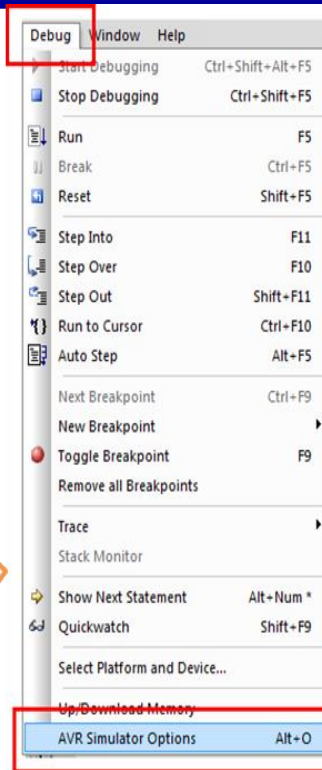 Debug Window Help
Start Debugging Ctrl+Shift+Alt+F5
Stop Debugging Ctrl+Shift+F5
Run F5
Break Ctrl+F5
Reset Shift+F5
Step Into F11
Step Over F10
Step Out Shift+F11
Run to Cursor Ctrl+F10
Auto Step Alt+F5
Next Breakpoint Ctrl+F9
New Breakpoint
Toggle Breakpoint F9
Remove all Breakpoints
Trace
Stack Monitor
Show Next Statement Alt+Num *
Quickwatch Shift+F9
Select Platform and Device...
Up/Download Memory
AVR Simulator Options Alt+O